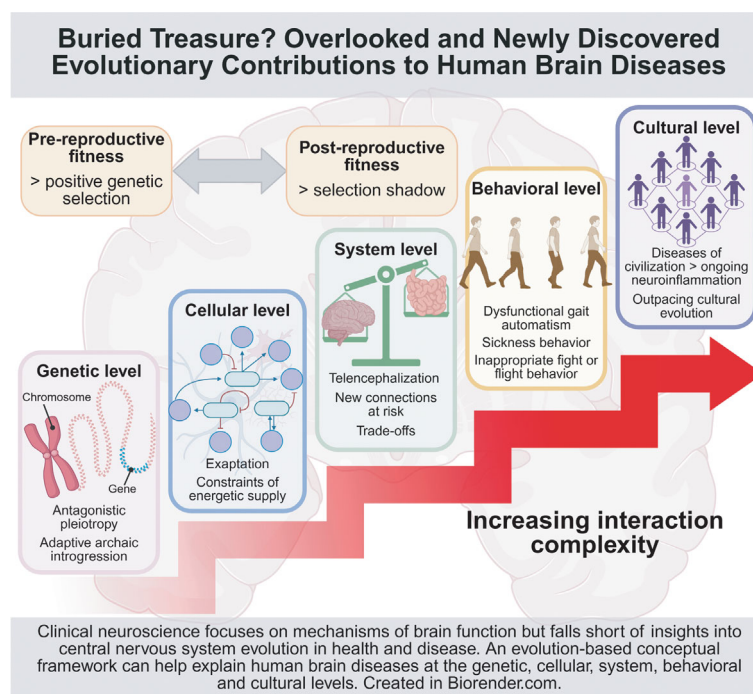 Buried Treasure? Overlooked and Newly Discovered
Evolutionary Contributions to Human Brain Diseases
Pre-reproductive
fitness
> positive genetic
selection
Post-reproductive
fitness
> selection shadow
Genetic level
Chromosome
Gene
Antagonistic
pleiotropy
Adaptive archaic
introgression
Cellular level
Exaptation
Constraints of
energetic supply
System level
Telencephalization
New connections
at risk
Trade-offs
Behavioral level
Dysfunctional gait
automatism
Sickness behavior
Inappropriate fight or
flight behavior
Cultural level
Diseases of
civilization > ongoing
neuroinflammation
Outpacing cultural
evolution
Increasing interaction
complexity
Clinical neuroscience focuses on mechanisms of brain function but falls short of insights into
central nervous system evolution in health and disease. An evolution-based conceptual
framework can help explain human brain diseases at the genetic, cellular, system, behavioral
and cultural levels. Created in Biorender.com.